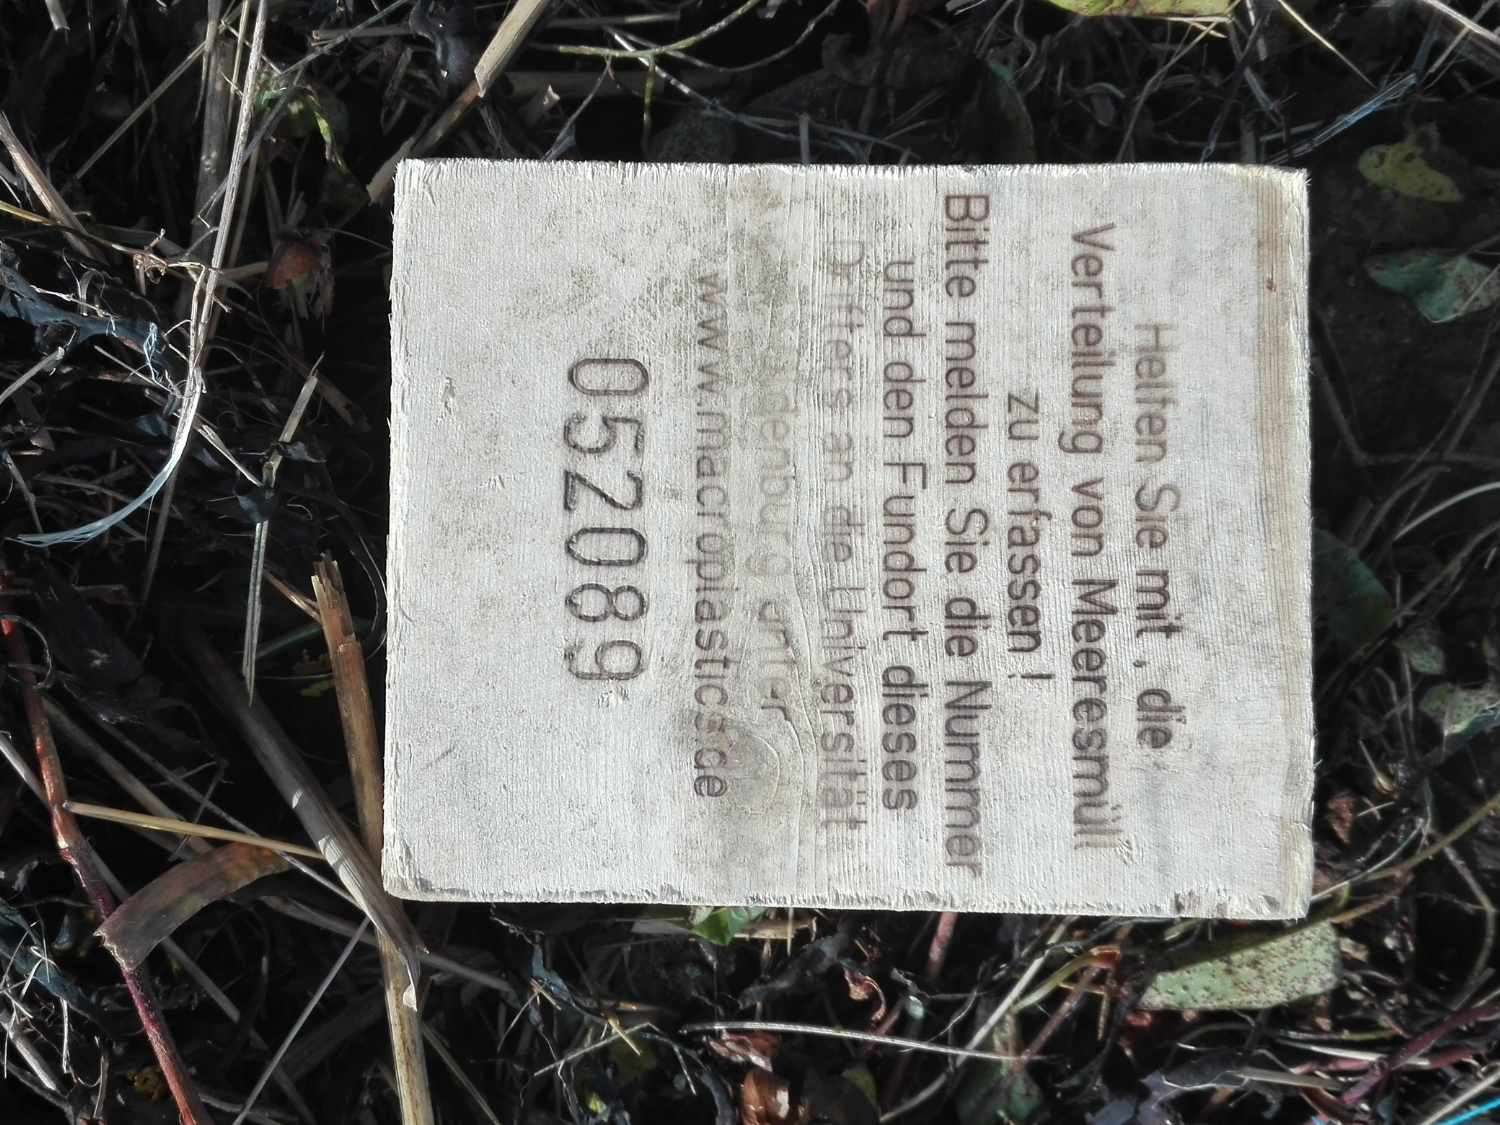 Helfen Sie mit , die
Verteilung von Meeresmüll
zu erfassen !
Bitte melden Sie die Nummer
und den Fundort dieses
Drifters an die Universität
Oldenburg unter
www.macroplastics.de
052089